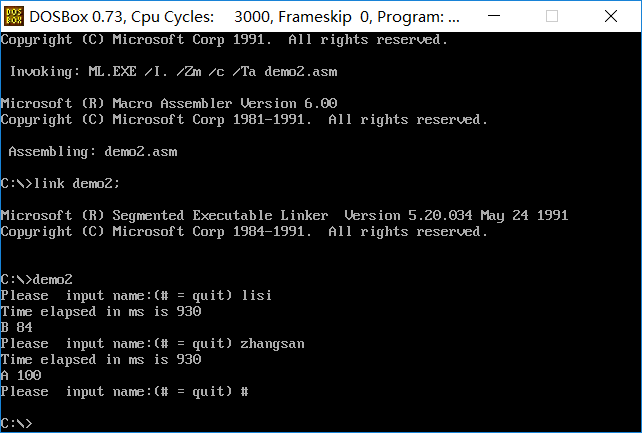 DOS
BOX
DOSBox 0.73, Cpu Cycles: 3000, Frameskip 0, Program: ...
Copyright (C) Microsoft Corp 1991. All rights reserved.
Invoking: ML.EXE /I. /Zm /c /Ta demo2.asm
Microsoft (R) Macro Assembler Version 6.00
Copyright (C) Microsoft Corp 1981-1991. All rights reserved.
Assembling: demo2.asm
C:\>link demo2;
Microsoft (R) Segmented Executable Linker  Version 5.20.034 May 24 1991
Copyright (C) Microsoft Corp 1984-1991. All rights reserved.
C:\>demo2
Please  input name:(# = quit) lisi
Time elapsed in ms is 930
B 84
Please  input name:(# = quit) zhangsan
Time elapsed in ms is 930
A 100
Please  input name:(# = quit) #
C:\>